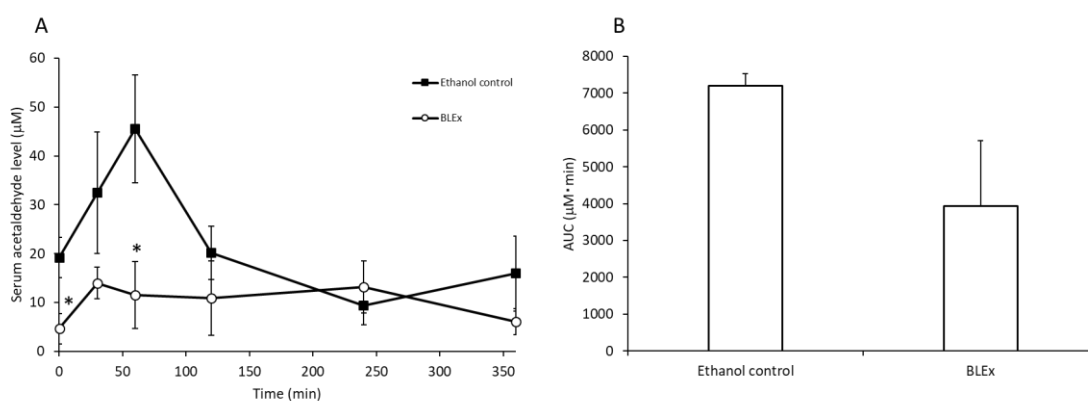 A
60
50
40
30
20
10
0
Serum acetaldehyde level (µM)
Ethanol control
BLEx
*
*
0 50 100 150 200 250 300 350
Time (min)
B
8000
7000
6000
5000
4000
3000
2000
1000
0
AUC (µM・min)
Ethanol control BLEx